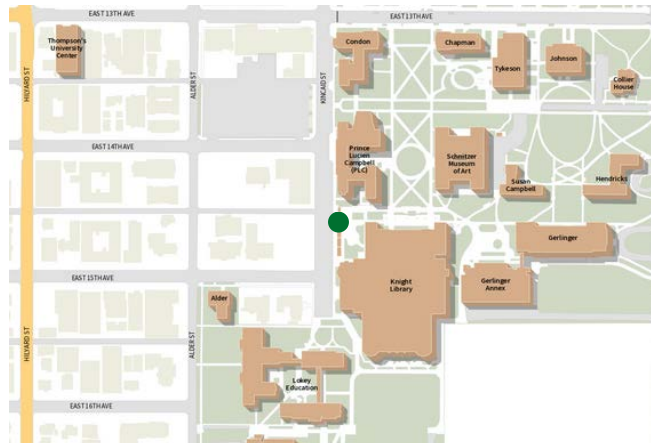 EAST 13TH AVE
EAST 13TH AVE
Thompson's
University
Center
Condon
Chapman
Tykeson
Johnson
Collier
House
HILYARD ST
ALDER ST
KINCAID ST
EAST 14TH AVE
Prince
Lucien
Campbell
(PLC)
Schnitzer
Museum
of Art
Susan
Campbell
Hendricks
Gerlinger
EAST 15TH AVE
Knight
Library
Gerlinger
Annex
Alder
HILYARD ST
ALDER ST
Lokey
Education
EAST 16TH AVE